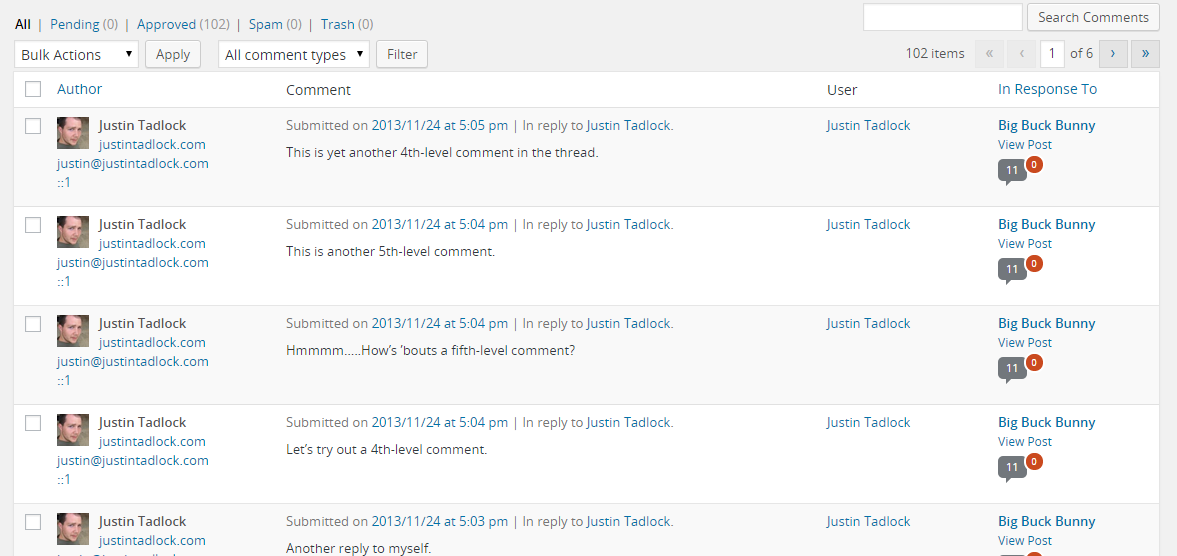 All | Pending (0) | Approved (102) | Spam (0) | Trash (0)
Search Comments
Bulk Actions Apply All comment types Filter 102 items « ‹ 1 of 6 › »
Author Comment User In Response To
Justin Tadlock Submitted on 2013/11/24 at 5:05 pm | In reply to Justin Tadlock. Justin Tadlock Big Buck Bunny
justintadlock.com View Post
This is yet another 4th-level comment in the thread.
justin@justintadlock.com 11 0
::1
Justin Tadlock Submitted on 2013/11/24 at 5:04 pm | In reply to Justin Tadlock. Justin Tadlock Big Buck Bunny
justintadlock.com View Post
This is another 5th-level comment.
justin@justintadlock.com 11 0
::1
Justin Tadlock Submitted on 2013/11/24 at 5:04 pm | In reply to Justin Tadlock. Justin Tadlock Big Buck Bunny
justintadlock.com View Post
Hmmmm…..How’s ’bouts a fifth-level comment?
justin@justintadlock.com 11 0
::1
Justin Tadlock Submitted on 2013/11/24 at 5:04 pm | In reply to Justin Tadlock. Justin Tadlock Big Buck Bunny
justintadlock.com View Post
Let’s try out a 4th-level comment.
justin@justintadlock.com 11 0
::1
Justin Tadlock Submitted on 2013/11/24 at 5:03 pm | In reply to Justin Tadlock. Justin Tadlock Big Buck Bunny
justintadlock.com View Post
Another reply to myself.